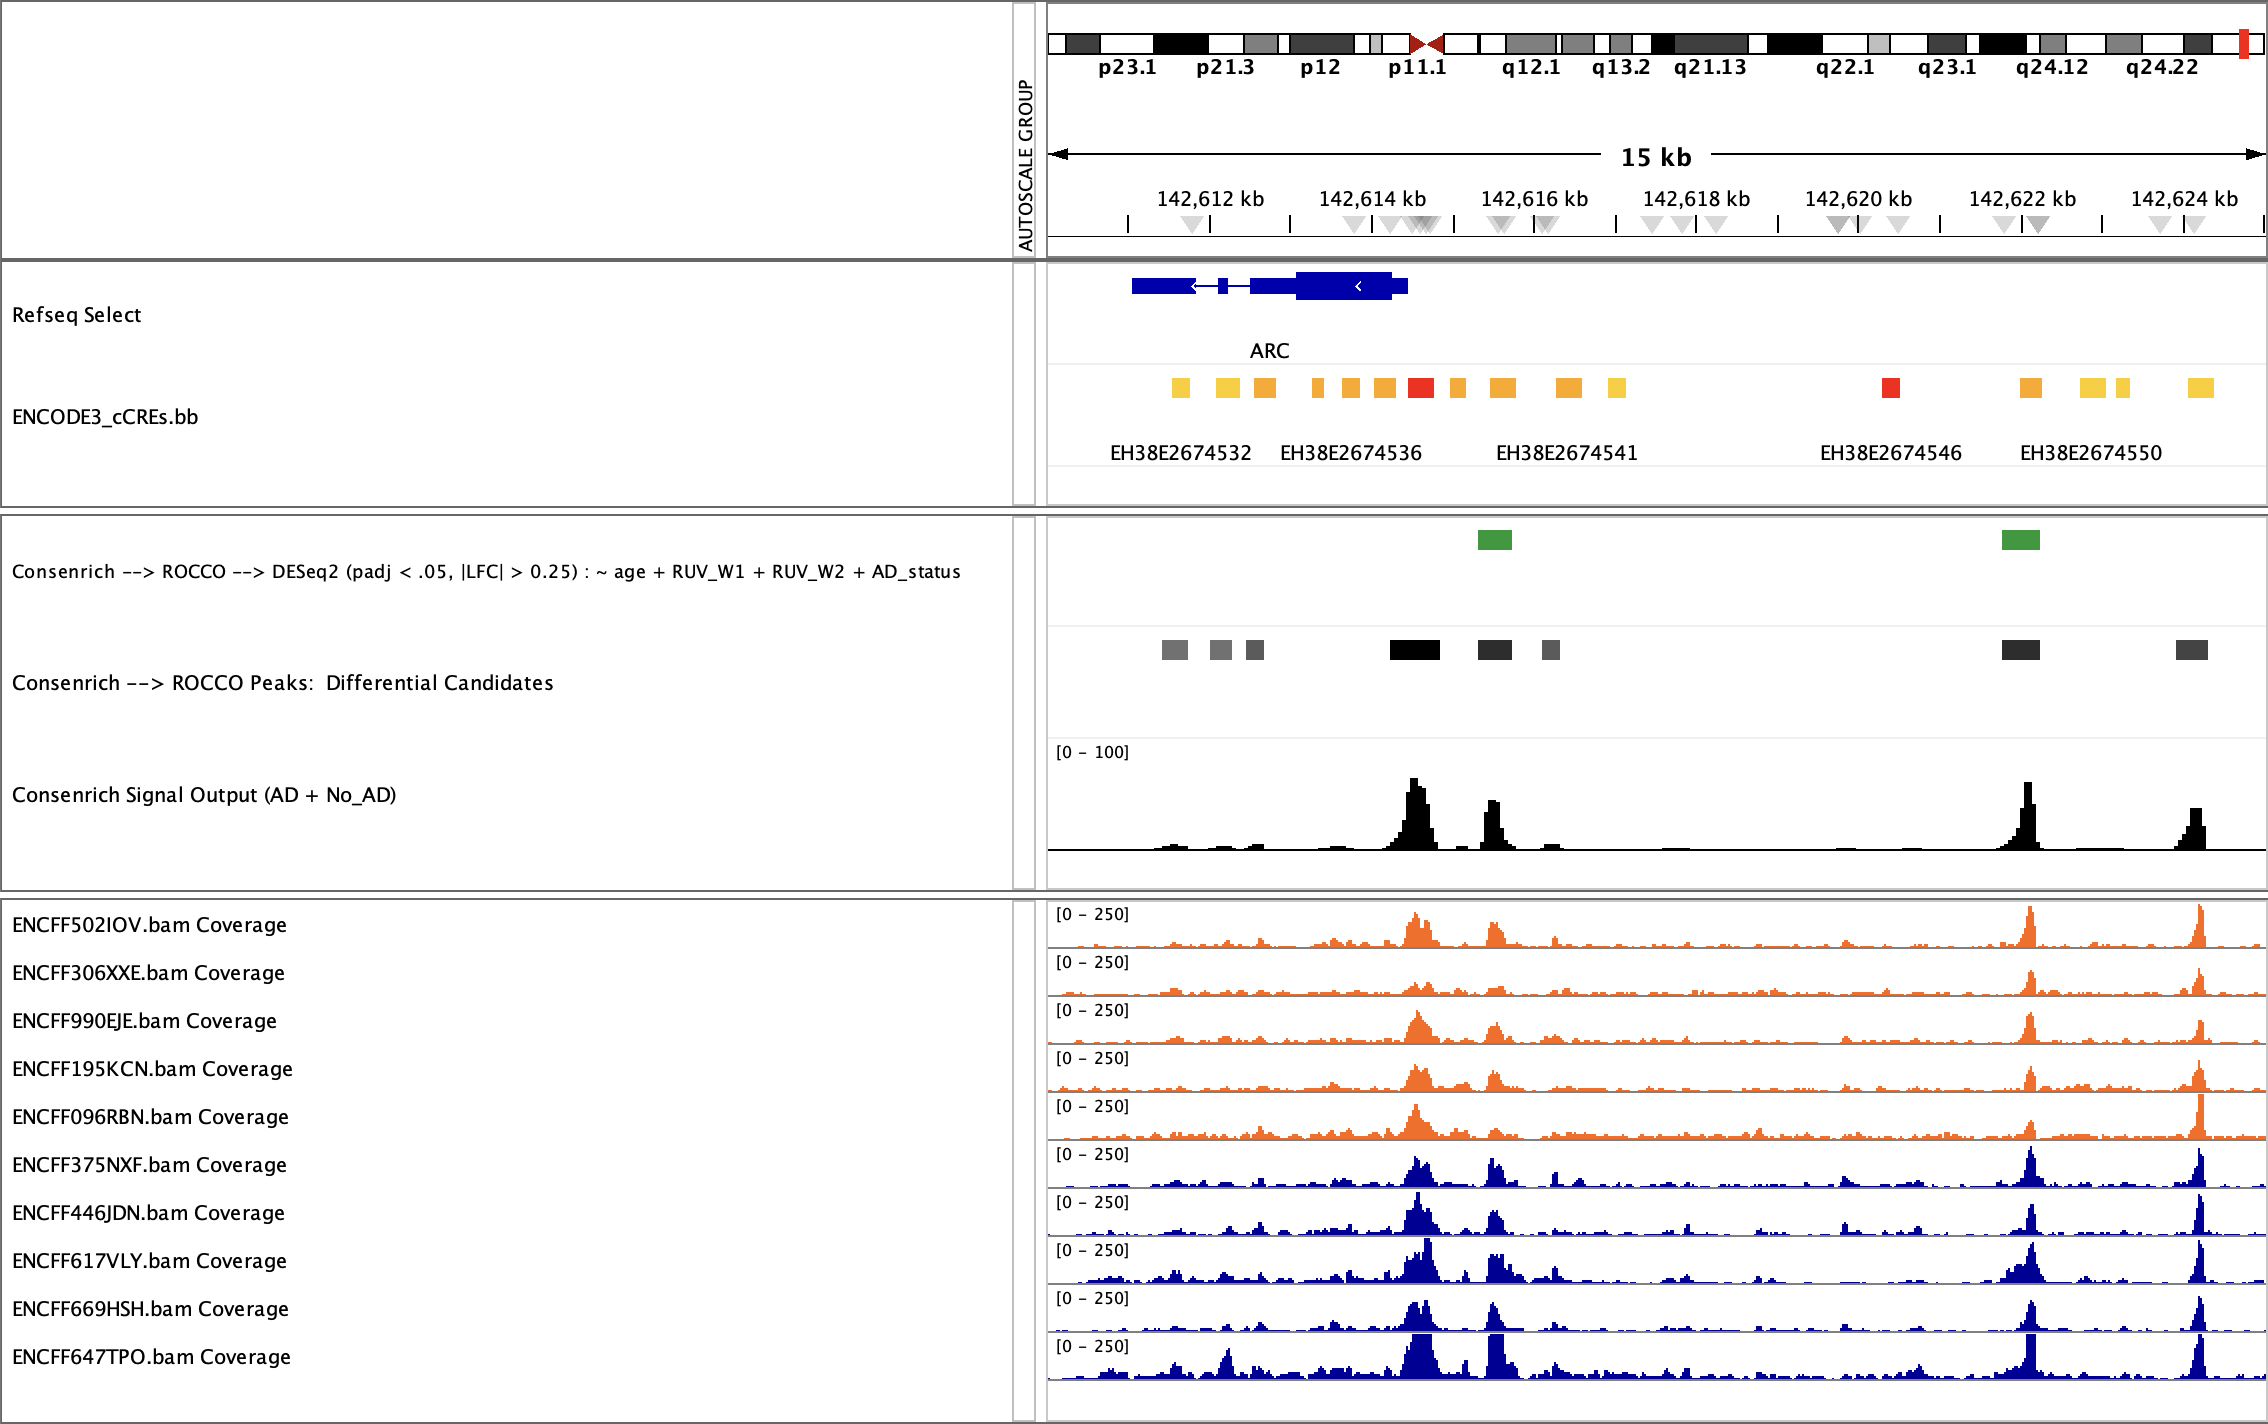 AUTOSCALE GROUP
p23.1 p21.3 p12 p11.1 q12.1 q13.2 q21.13 q22.1 q23.1 q24.12 q24.22
15 kb
142,612 kb 142,614 kb 142,616 kb 142,618 kb 142,620 kb 142,622 kb 142,624 kb
Refseq Select
ARC
ENCODE3_cCREs.bb
EH38E2674532 EH38E2674536 EH38E2674541 EH38E2674546 EH38E2674550
Consenrich --> ROCCO --> DESeq2 (padj < .05, |LFC| > 0.25) : ~ age + RUV_W1 + RUV_W2 + AD_status
Consenrich --> ROCCO Peaks: Differential Candidates
[0 - 100]
Consenrich Signal Output (AD + No_AD)
ENCFF502IOV.bam Coverage [0 - 250]
ENCFF306XXE.bam Coverage [0 - 250]
ENCFF990EJE.bam Coverage [0 - 250]
ENCFF195KCN.bam Coverage [0 - 250]
ENCFF096RBN.bam Coverage [0 - 250]
ENCFF375NXF.bam Coverage [0 - 250]
ENCFF446JDN.bam Coverage [0 - 250]
ENCFF617VLY.bam Coverage [0 - 250]
ENCFF669HSH.bam Coverage [0 - 250]
ENCFF647TPO.bam Coverage [0 - 250]